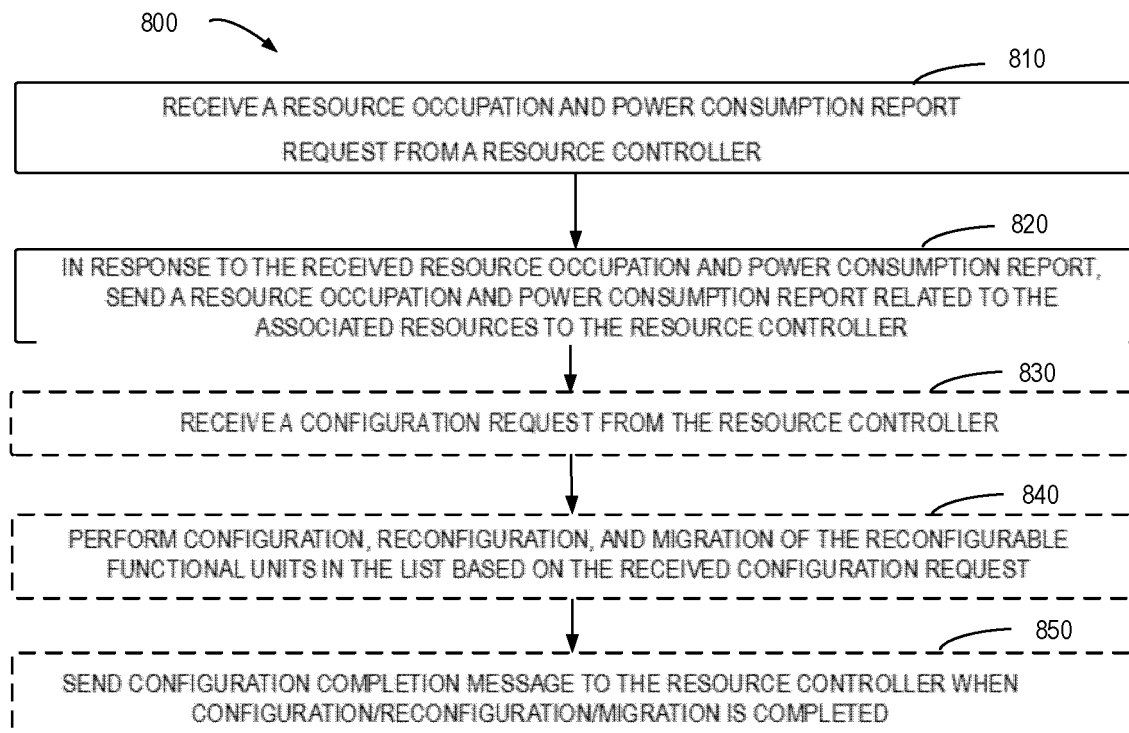 800
810
RECEIVE A RESOURCE OCCUPATION AND POWER CONSUMPTION REPORT
REQUEST FROM A RESOURCE CONTROLLER
820
IN RESPONSE TO THE RECEIVED RESOURCE OCCUPATION AND POWER CONSUMPTION REPORT,
SEND A RESOURCE OCCUPATION AND POWER CONSUMPTION REPORT RELATED TO THE
ASSOCIATED RESOURCES TO THE RESOURCE CONTROLLER
830
RECEIVE A CONFIGURATION REQUEST FROM THE RESOURCE CONTROLLER
840
PERFORM CONFIGURATION, RECONFIGURATION, AND MIGRATION OF THE RECONFIGURABLE
FUNCTIONAL UNITS IN THE LIST BASED ON THE RECEIVED CONFIGURATION REQUEST
850
SEND CONFIGURATION COMPLETION MESSAGE TO THE RESOURCE CONTROLLER WHEN
CONFIGURATION/RECONFIGURATION/MIGRATION IS COMPLETED